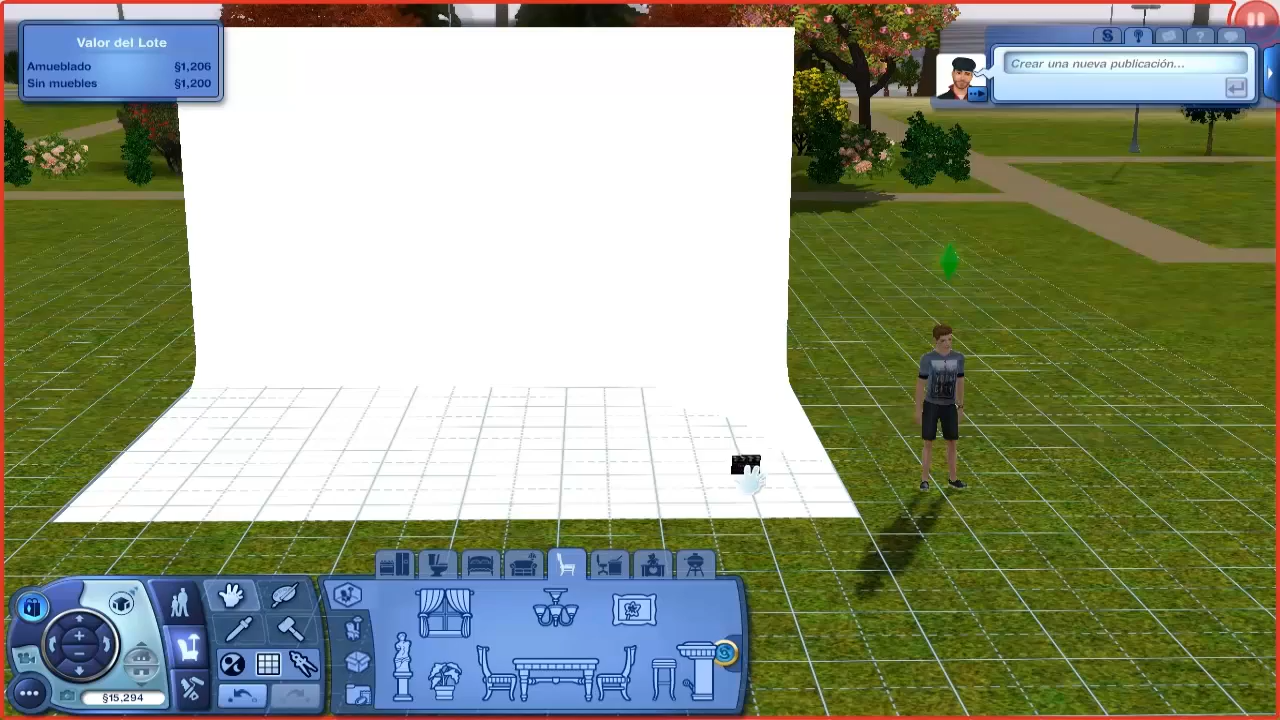 Valor del Lote
Amueblado §1,206
Sin muebles §1,200
Crear una nueva publicación...
§15,294